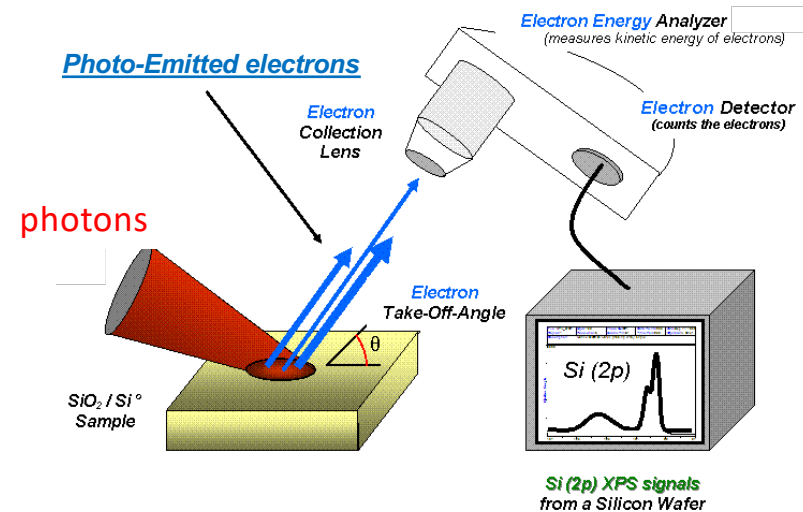 Electron Energy Analyzer
(measures kinetic energy of electrons)
Photo-Emitted electrons
Electron
Collection
Lens
Electron Detector
(counts the electrons)
photons
Electron
Take-Off-Angle
θ
Si (2p)
SiO₂ / Si°
Sample
Si (2p) XPS signals
from a Silicon Wafer